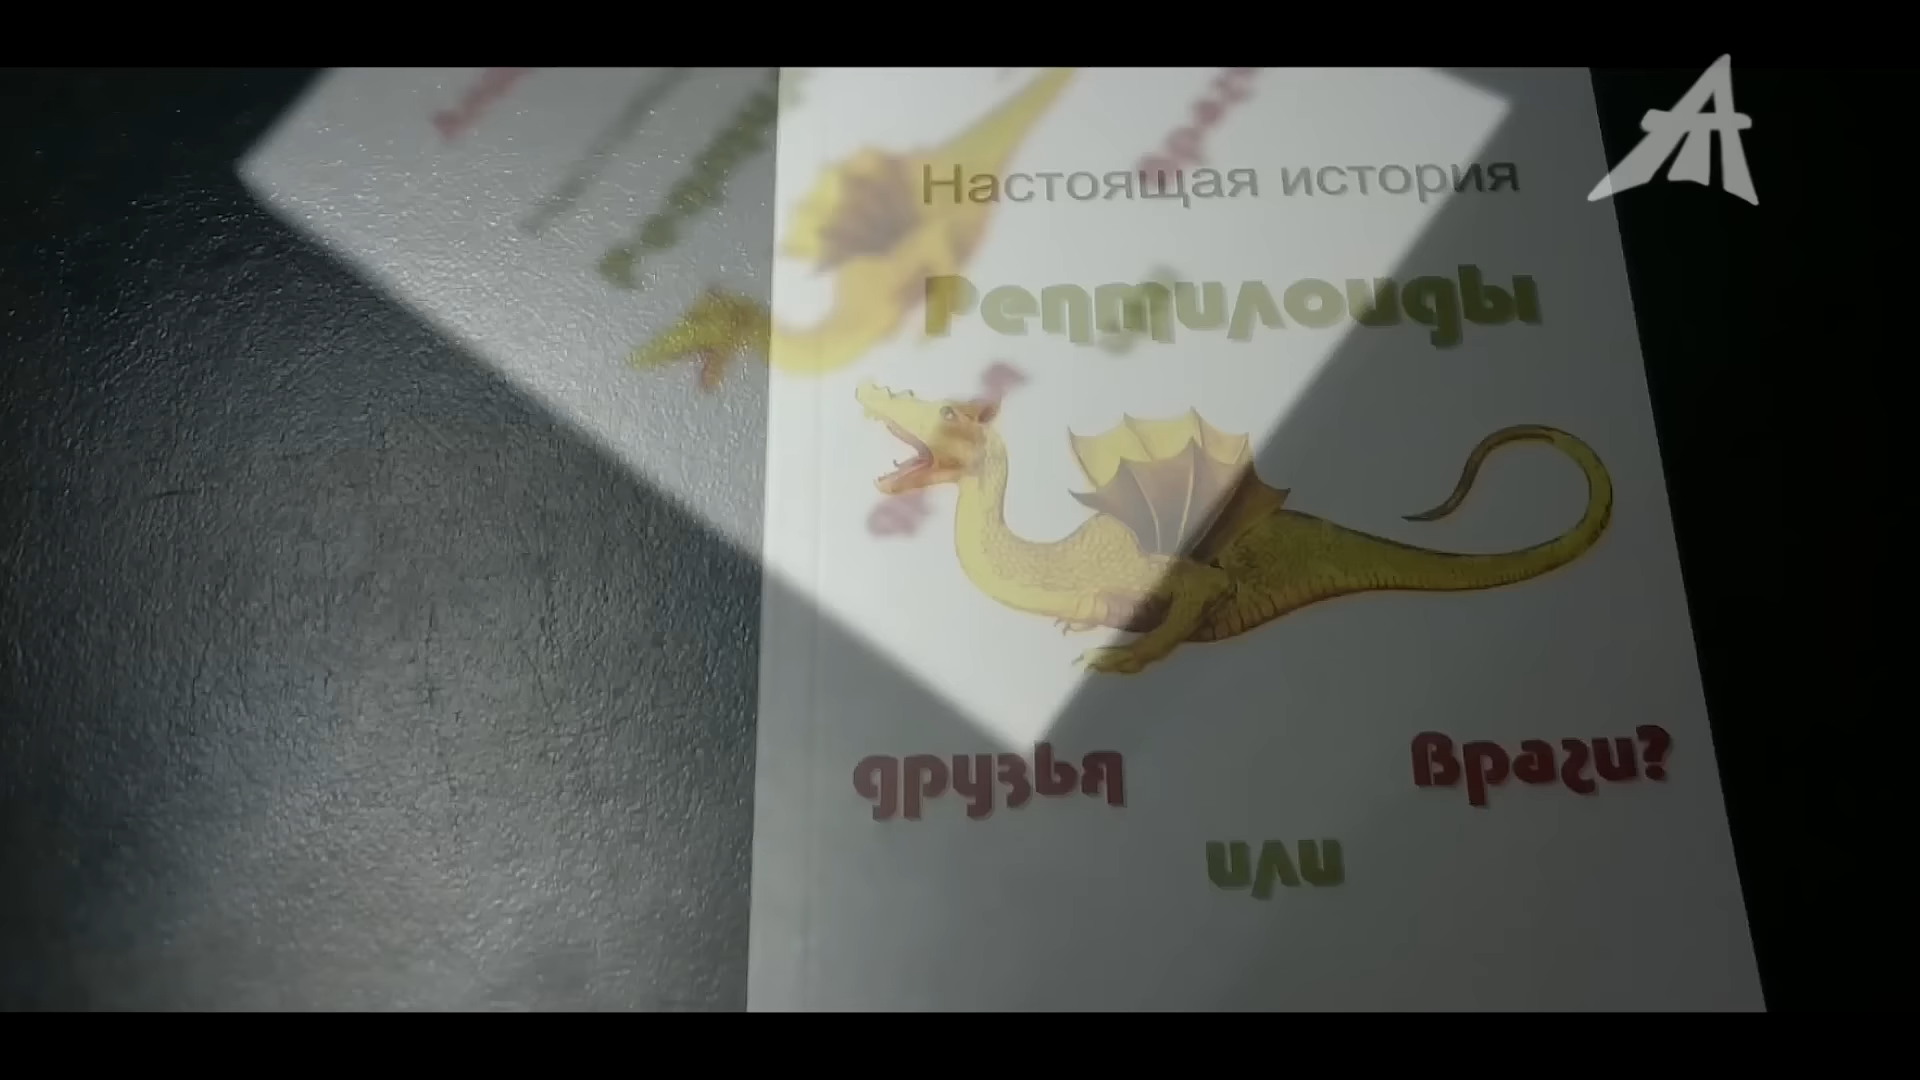 Настоящая история
Рептилоиды
друзья
Враги?
или